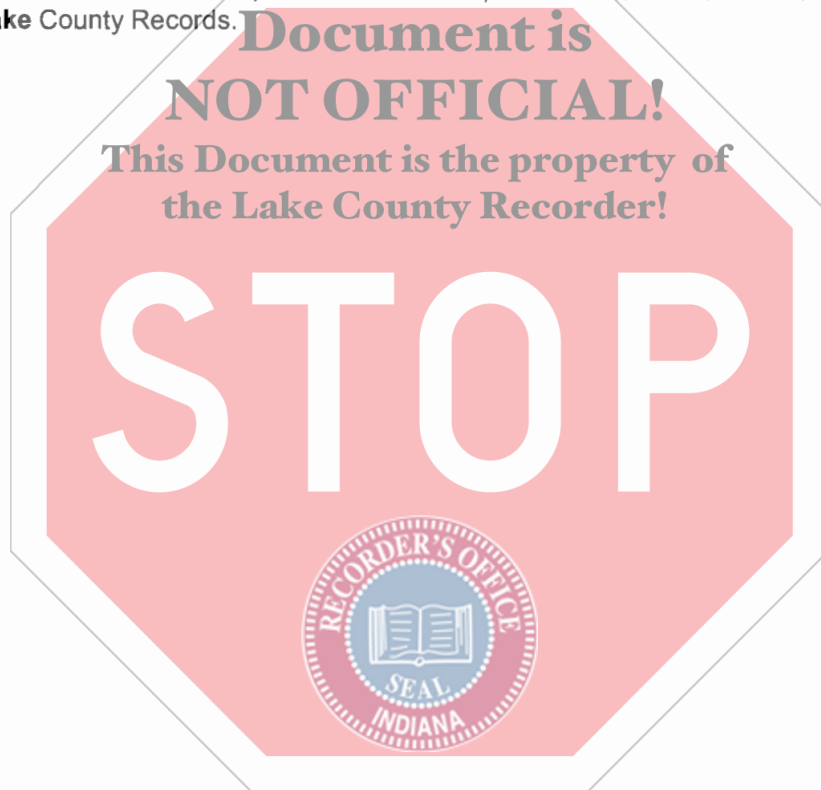 County Records.
Document is
NOT OFFICIAL!
This Document is the property of
the Lake County Recorder!
STOP
RECORDER'S OFFICE
SEAL
INDIANA